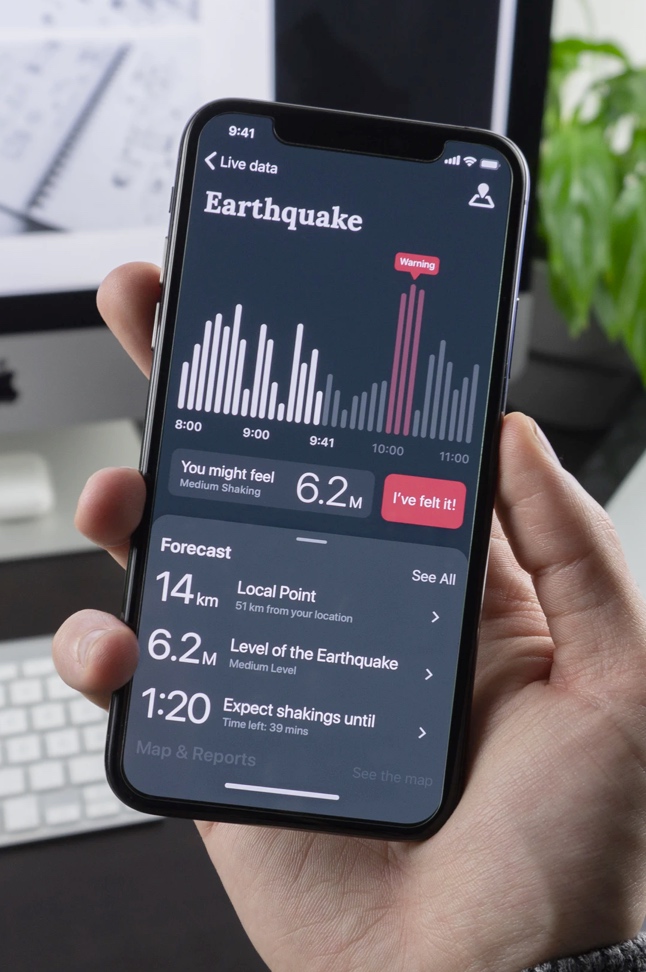 9:41
Live data
Earthquake
Warning
8:00 9:00 9:41 10:00 11:00
You might feel
Medium Shaking
6.2M
I've felt it!
Forecast
See All
14 km
Local Point
51 km from your location
6.2M
Level of the Earthquake
Medium Level
1:20
Expect shakings until
Time left: 39 mins
Map & Reports
See the map